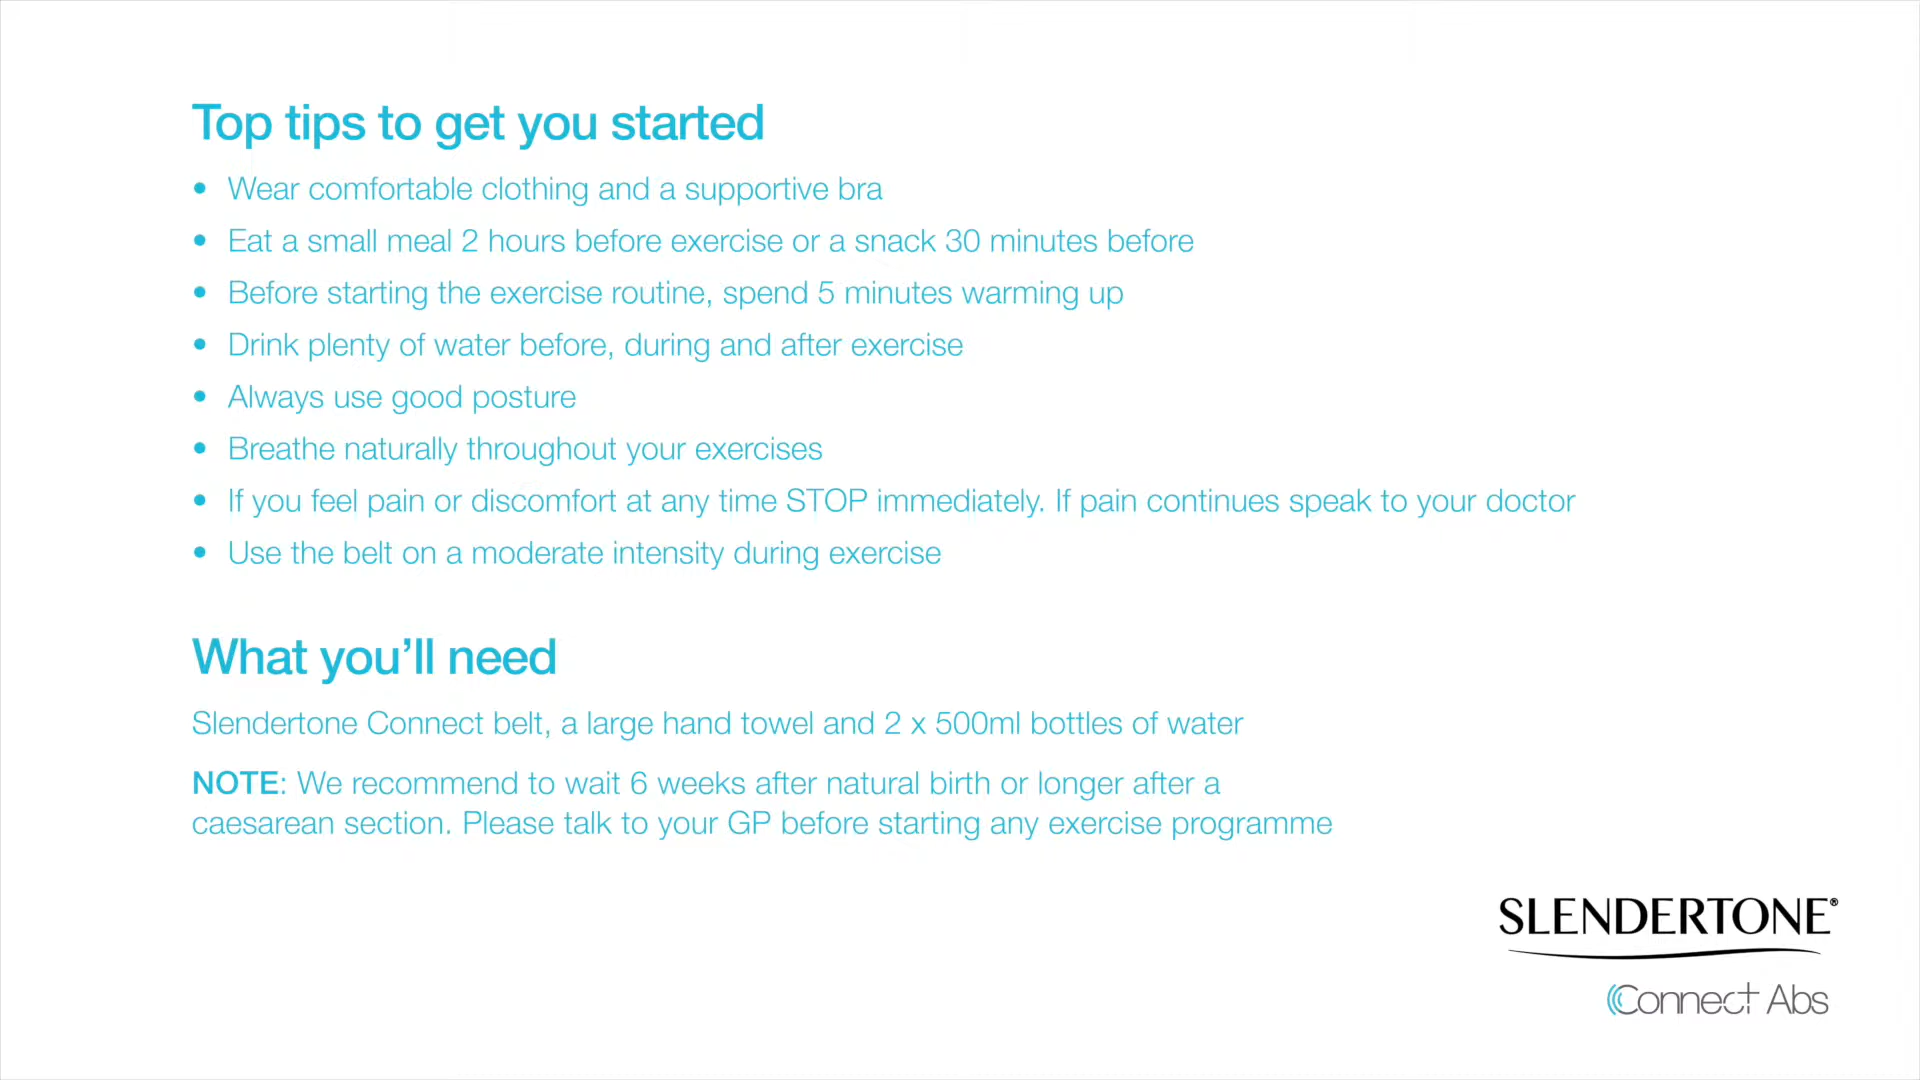 Top tips to get you started
• Wear comfortable clothing and a supportive bra
• Eat a small meal 2 hours before exercise or a snack 30 minutes before
• Before starting the exercise routine, spend 5 minutes warming up
• Drink plenty of water before, during and after exercise
• Always use good posture
• Breathe naturally throughout your exercises
• If you feel pain or discomfort at any time STOP immediately. If pain continues speak to your doctor
• Use the belt on a moderate intensity during exercise
What you’ll need
Slendertone Connect belt, a large hand towel and 2 x 500ml bottles of water
NOTE: We recommend to wait 6 weeks after natural birth or longer after a
caesarean section. Please talk to your GP before starting any exercise programme
SLENDERTONE®
Connect Abs